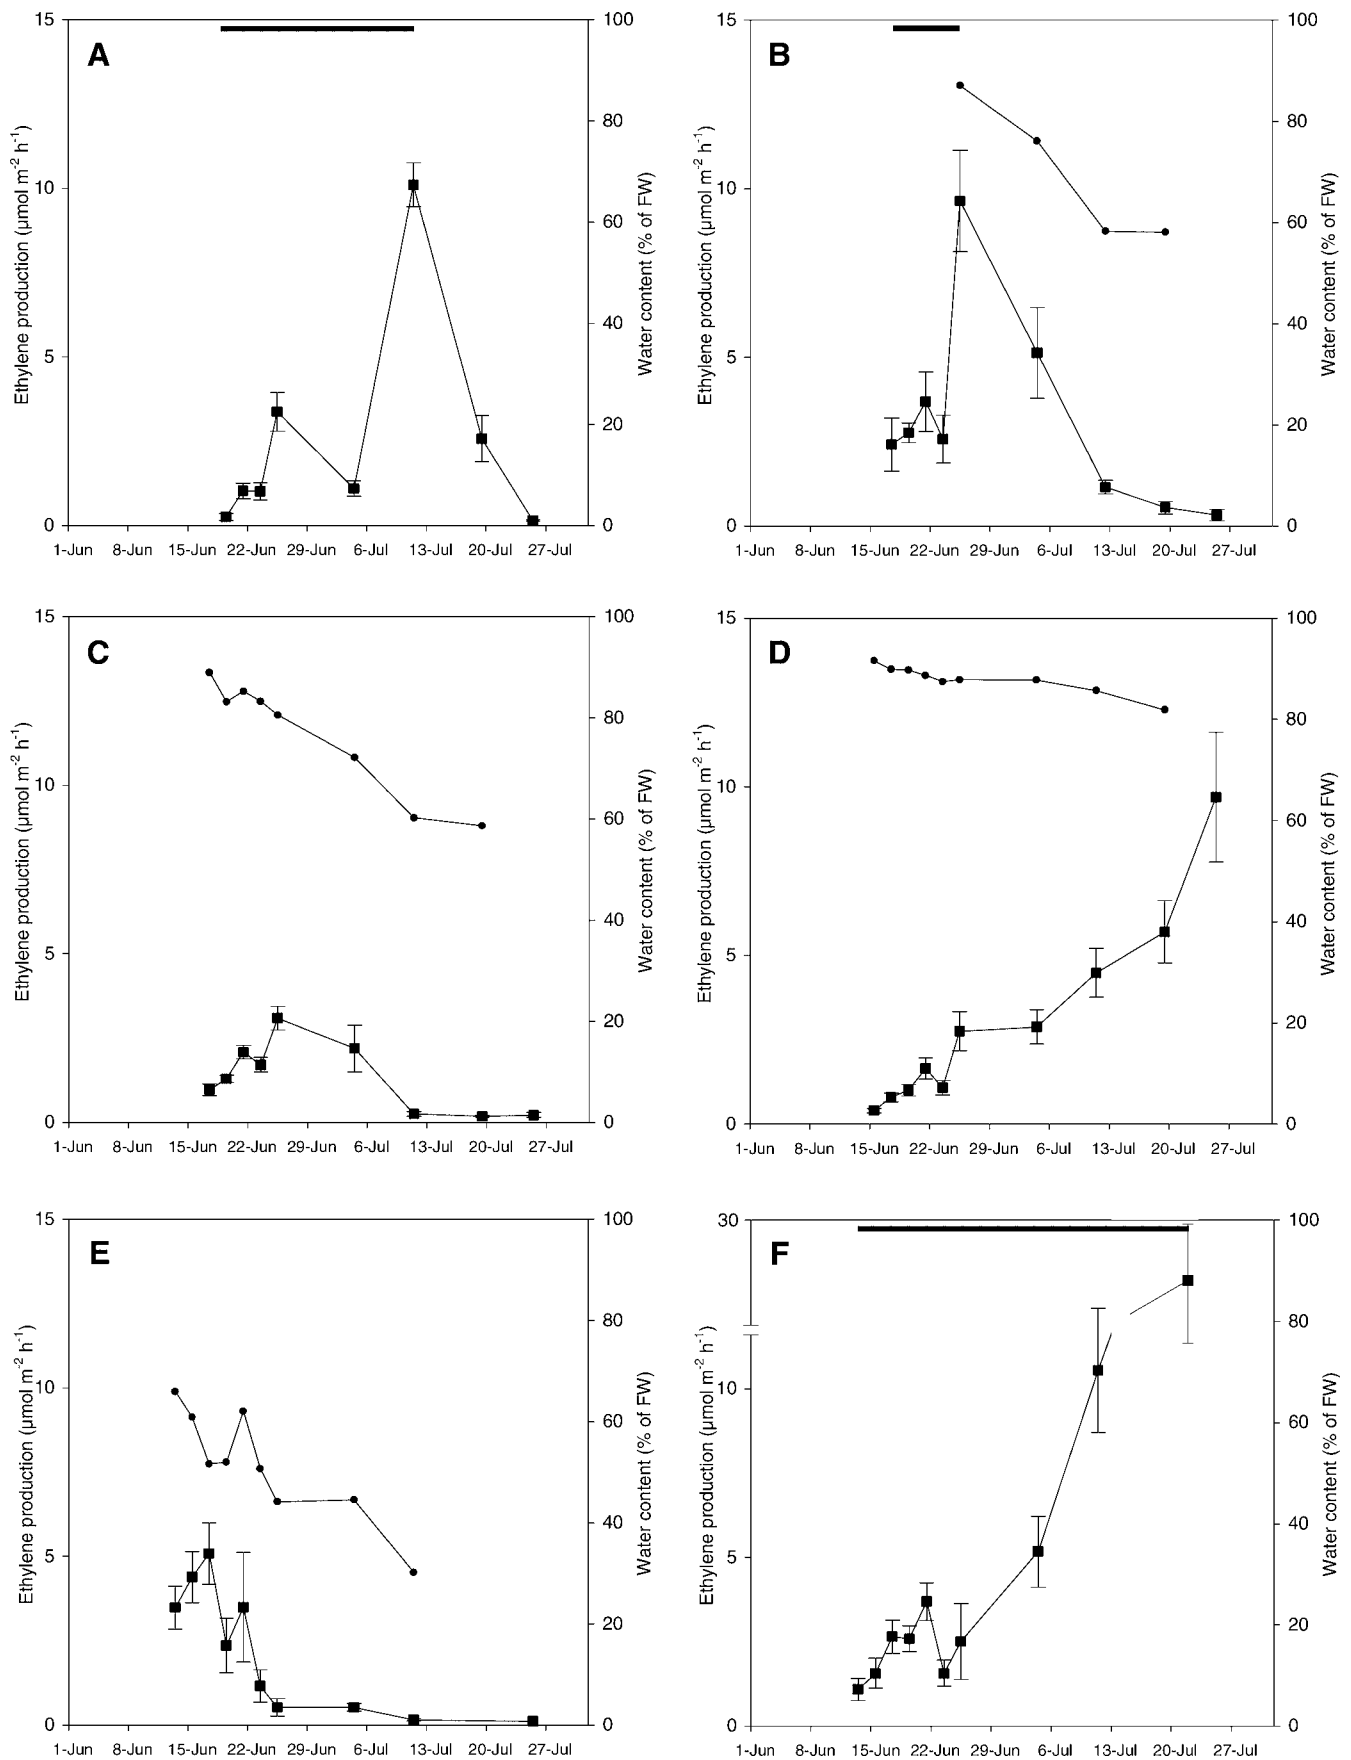 A
Ethylene production (µmol m⁻² h⁻¹)
15
10
5
0
100
80
60
40
20
0
Water content (% of FW)
1-Jun 8-Jun 15-Jun 22-Jun 29-Jun 6-Jul 13-Jul 20-Jul 27-Jul
B
Ethylene production (µmol m⁻² h⁻¹)
15
10
5
0
100
80
60
40
20
0
Water content (% of FW)
1-Jun 8-Jun 15-Jun 22-Jun 29-Jun 6-Jul 13-Jul 20-Jul 27-Jul
C
Ethylene production (µmol m⁻² h⁻¹)
15
10
5
0
100
80
60
40
20
0
Water content (% of FW)
1-Jun 8-Jun 15-Jun 22-Jun 29-Jun 6-Jul 13-Jul 20-Jul 27-Jul
D
Ethylene production (µmol m⁻² h⁻¹)
15
10
5
0
100
80
60
40
20
0
Water content (% of FW)
1-Jun 8-Jun 15-Jun 22-Jun 29-Jun 6-Jul 13-Jul 20-Jul 27-Jul
E
Ethylene production (µmol m⁻² h⁻¹)
15
10
5
0
100
80
60
40
20
0
Water content (% of FW)
1-Jun 8-Jun 15-Jun 22-Jun 29-Jun 6-Jul 13-Jul 20-Jul 27-Jul
F
Ethylene production (µmol m⁻² h⁻¹)
30
10
5
0
100
80
60
40
20
0
Water content (% of FW)
1-Jun 8-Jun 15-Jun 22-Jun 29-Jun 6-Jul 13-Jul 20-Jul 27-Jul